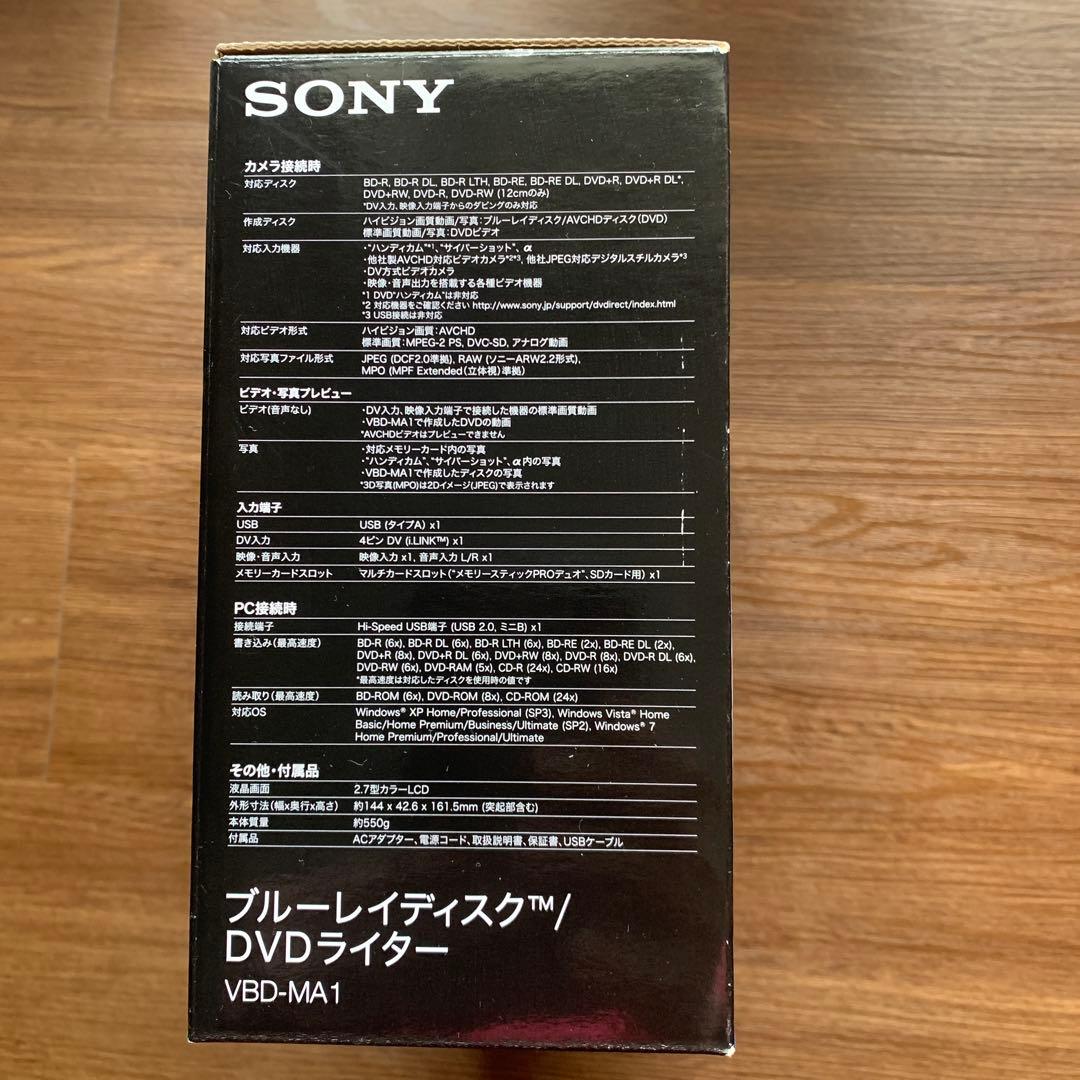 SONY
カメラ接続時
対応ディスク BD-R, BD-R DL, BD-R LTH, BD-RE, BD-RE DL, DVD+R, DVD+R DL*,
DVD+RW, DVD-R, DVD-RW (12cmのみ)
*DV入力、映像入力端子からのダビングのみ対応
作成ディスク ハイビジョン画質動画/写真:ブルーレイディスク/AVCHDディスク(DVD)
標準画質動画/写真:DVDビデオ
対応入力機器 ・"ハンディカム"*1、"サイバーショット"、α
・他社製AVCHD対応ビデオカメラ*2*3、他社JPEG対応デジタルスチルカメラ*3
・DV方式ビデオカメラ
・映像・音声出力を搭載する各種ビデオ機器
*1 DVD"ハンディカム"は非対応
*2 対応機器をご確認ください http://www.sony.jp/support/dvdirect/index.html
*3 USB接続は非対応
対応ビデオ形式 ハイビジョン画質:AVCHD
標準画質:MPEG-2 PS, DVC-SD, アナログ動画
対応写真ファイル形式 JPEG (DCF2.0準拠), RAW (ソニーARW2.2形式),
MPO (MPF Extended(立体視)準拠)
ビデオ・写真プレビュー
ビデオ(音声なし) ・DV入力、映像入力端子で接続した機器の標準画質動画
・VBD-MA1で作成したDVDの動画
*AVCHDビデオはプレビューできません
写真 ・対応メモリーカード内の写真
・"ハンディカム"、"サイバーショット"、α内の写真
・VBD-MA1で作成したディスクの写真
*3D写真(MPO)は2Dイメージ(JPEG)で表示されます
入力端子
USB USB (タイプA) x1
DV入力 4ピン DV (i.LINK™) x1
映像・音声入力 映像入力 x1, 音声入力 L/R x1
メモリーカードスロット マルチカードスロット("メモリースティックPROデュオ"、SDカード用) x1
PC接続時
接続端子 Hi-Speed USB端子 (USB 2.0, ミニB) x1
書き込み(最高速度) BD-R (6x), BD-R DL (6x), BD-R LTH (6x), BD-RE (2x), BD-RE DL (2x),
DVD+R (8x), DVD+R DL (6x), DVD+RW (8x), DVD-R (8x), DVD-R DL (6x),
DVD-RW (6x), DVD-RAM (5x), CD-R (24x), CD-RW (16x)
*最高速度は対応したディスクを使用時の値です
読み取り(最高速度) BD-ROM (6x), DVD-ROM (8x), CD-ROM (24x)
対応OS Windows® XP Home/Professional (SP3), Windows Vista® Home
Basic/Home Premium/Business/Ultimate (SP2), Windows® 7
Home Premium/Professional/Ultimate
その他・付属品
液晶画面 2.7型カラーLCD
外形寸法(幅x奥行x高さ) 約144 x 42.6 x 161.5mm (突起部含む)
本体質量 約550g
付属品 ACアダプター、電源コード、取扱説明書、保証書、USBケーブル
ブルーレイディスク™/
DVDライター
VBD-MA1